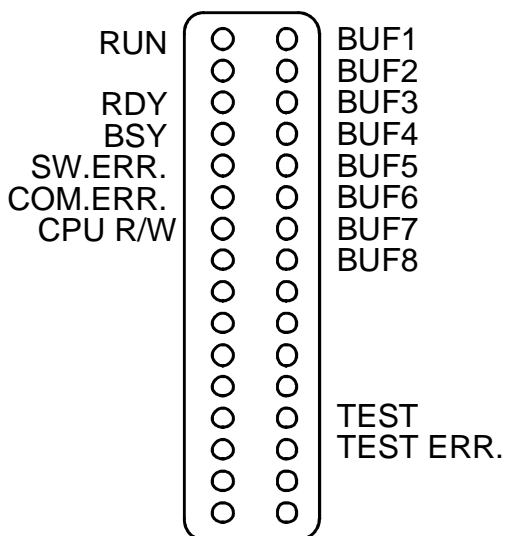 RUN BUF1
BUF2
RDY BUF3
BSY BUF4
SW.ERR. BUF5
COM.ERR. BUF6
CPU R/W BUF7
BUF8
TEST
TEST ERR.